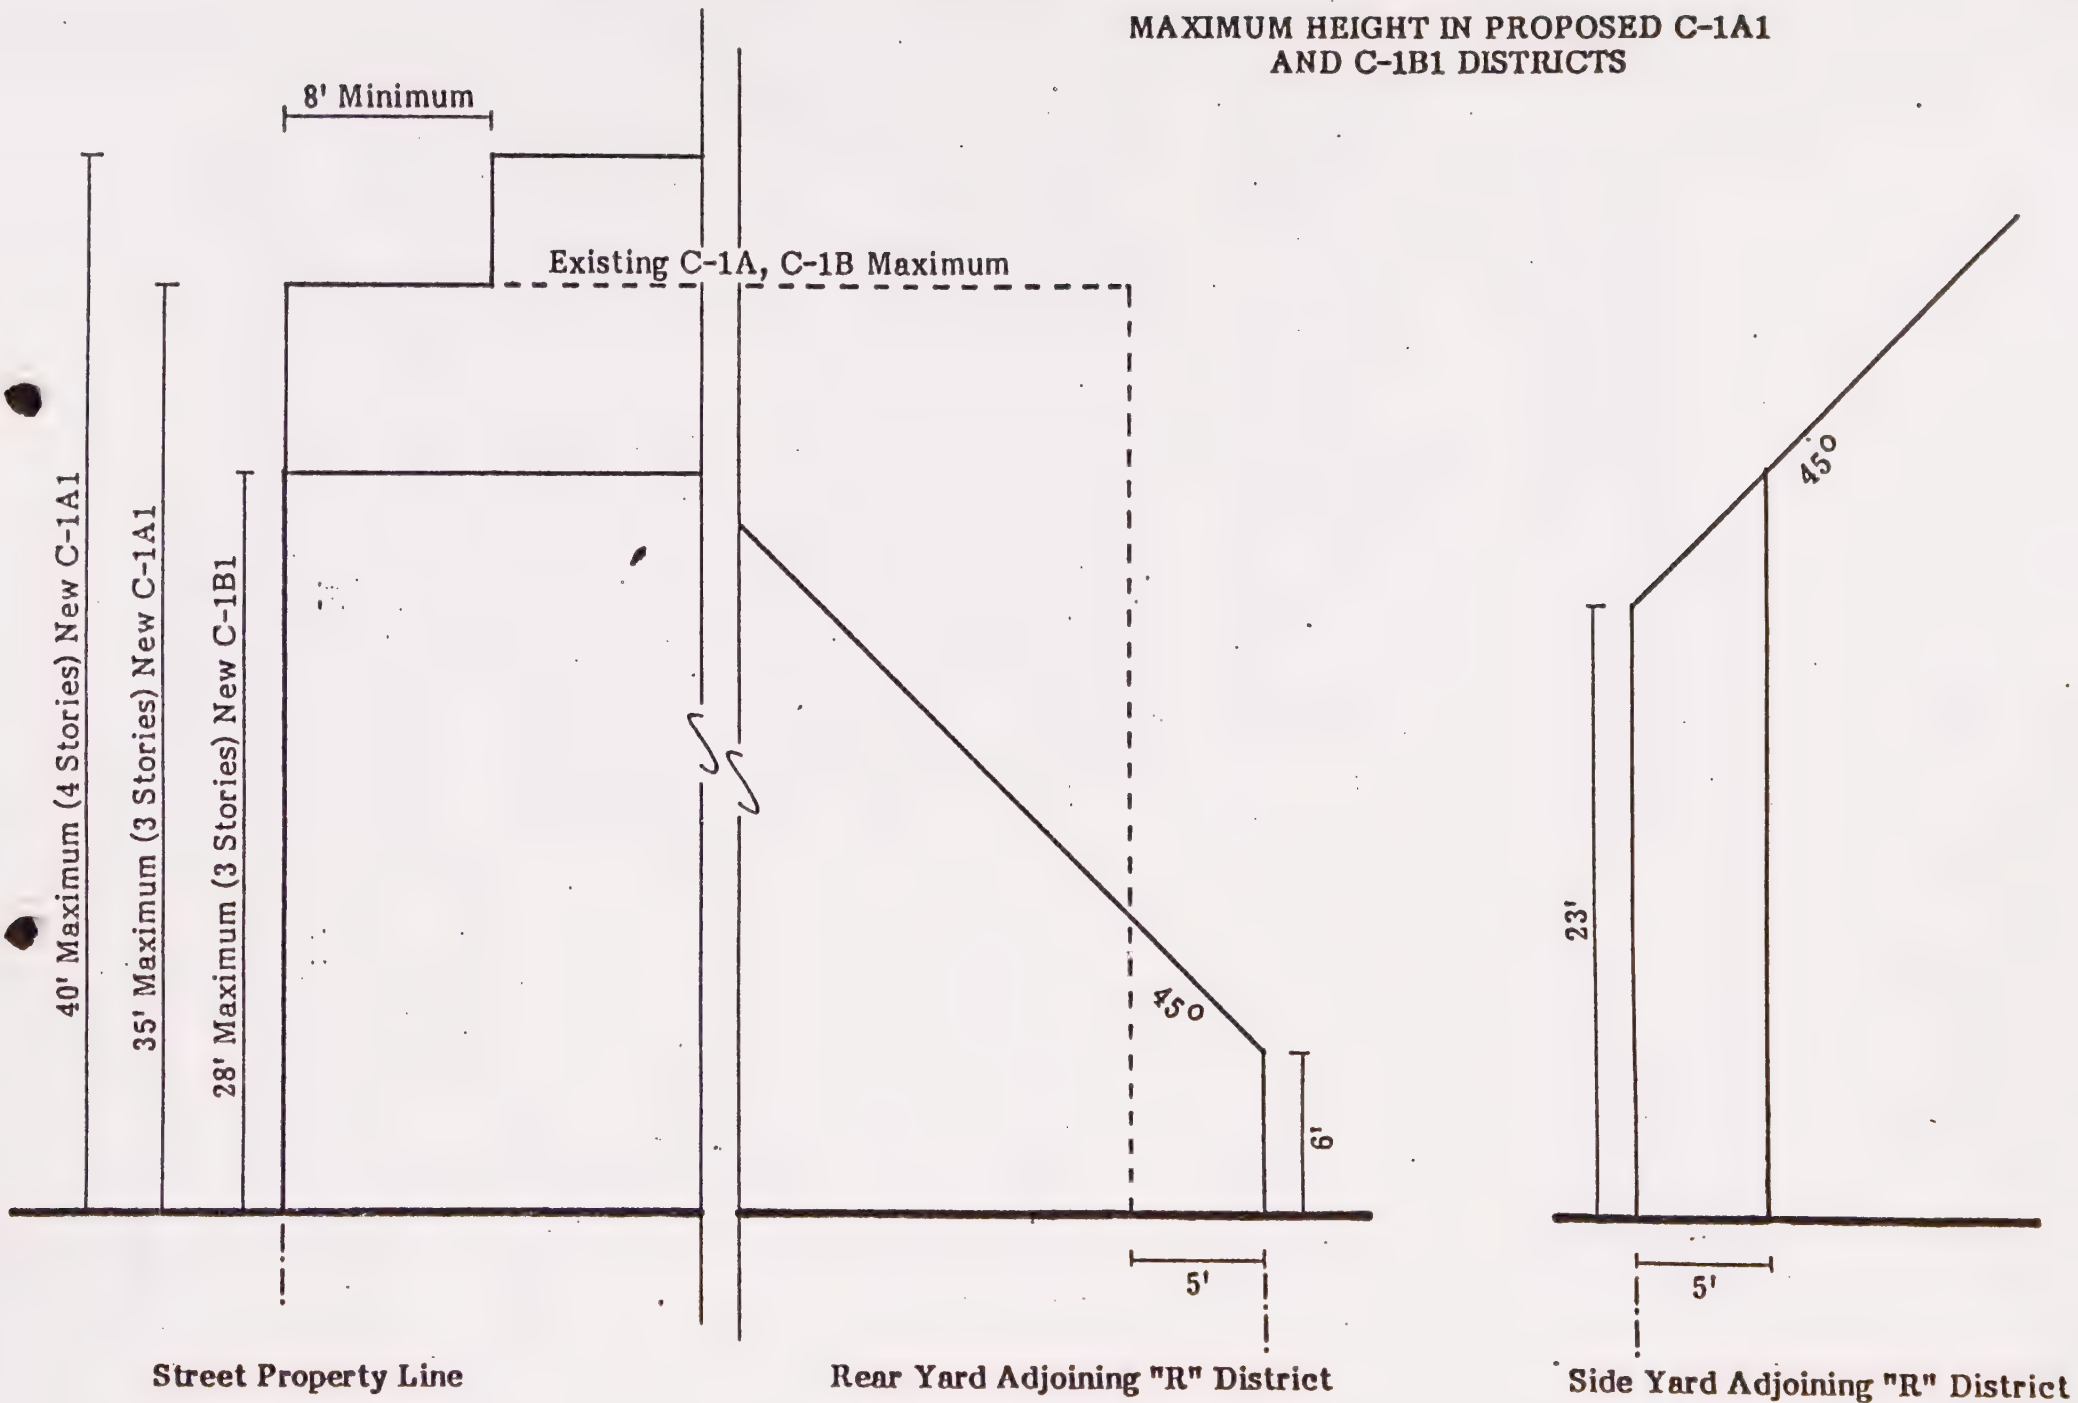 MAXIMUM HEIGHT IN PROPOSED C-1A1
AND C-1B1 DISTRICTS
8' Minimum
Existing C-1A, C-1B Maximum
40' Maximum (4 Stories) New C-1A1
35' Maximum (3 Stories) New C-1A1
28' Maximum (3 Stories) New C-1B1
45°
6'
5'
45°
23'
5'
Street Property Line
Rear Yard Adjoining "R" District
Side Yard Adjoining "R" District